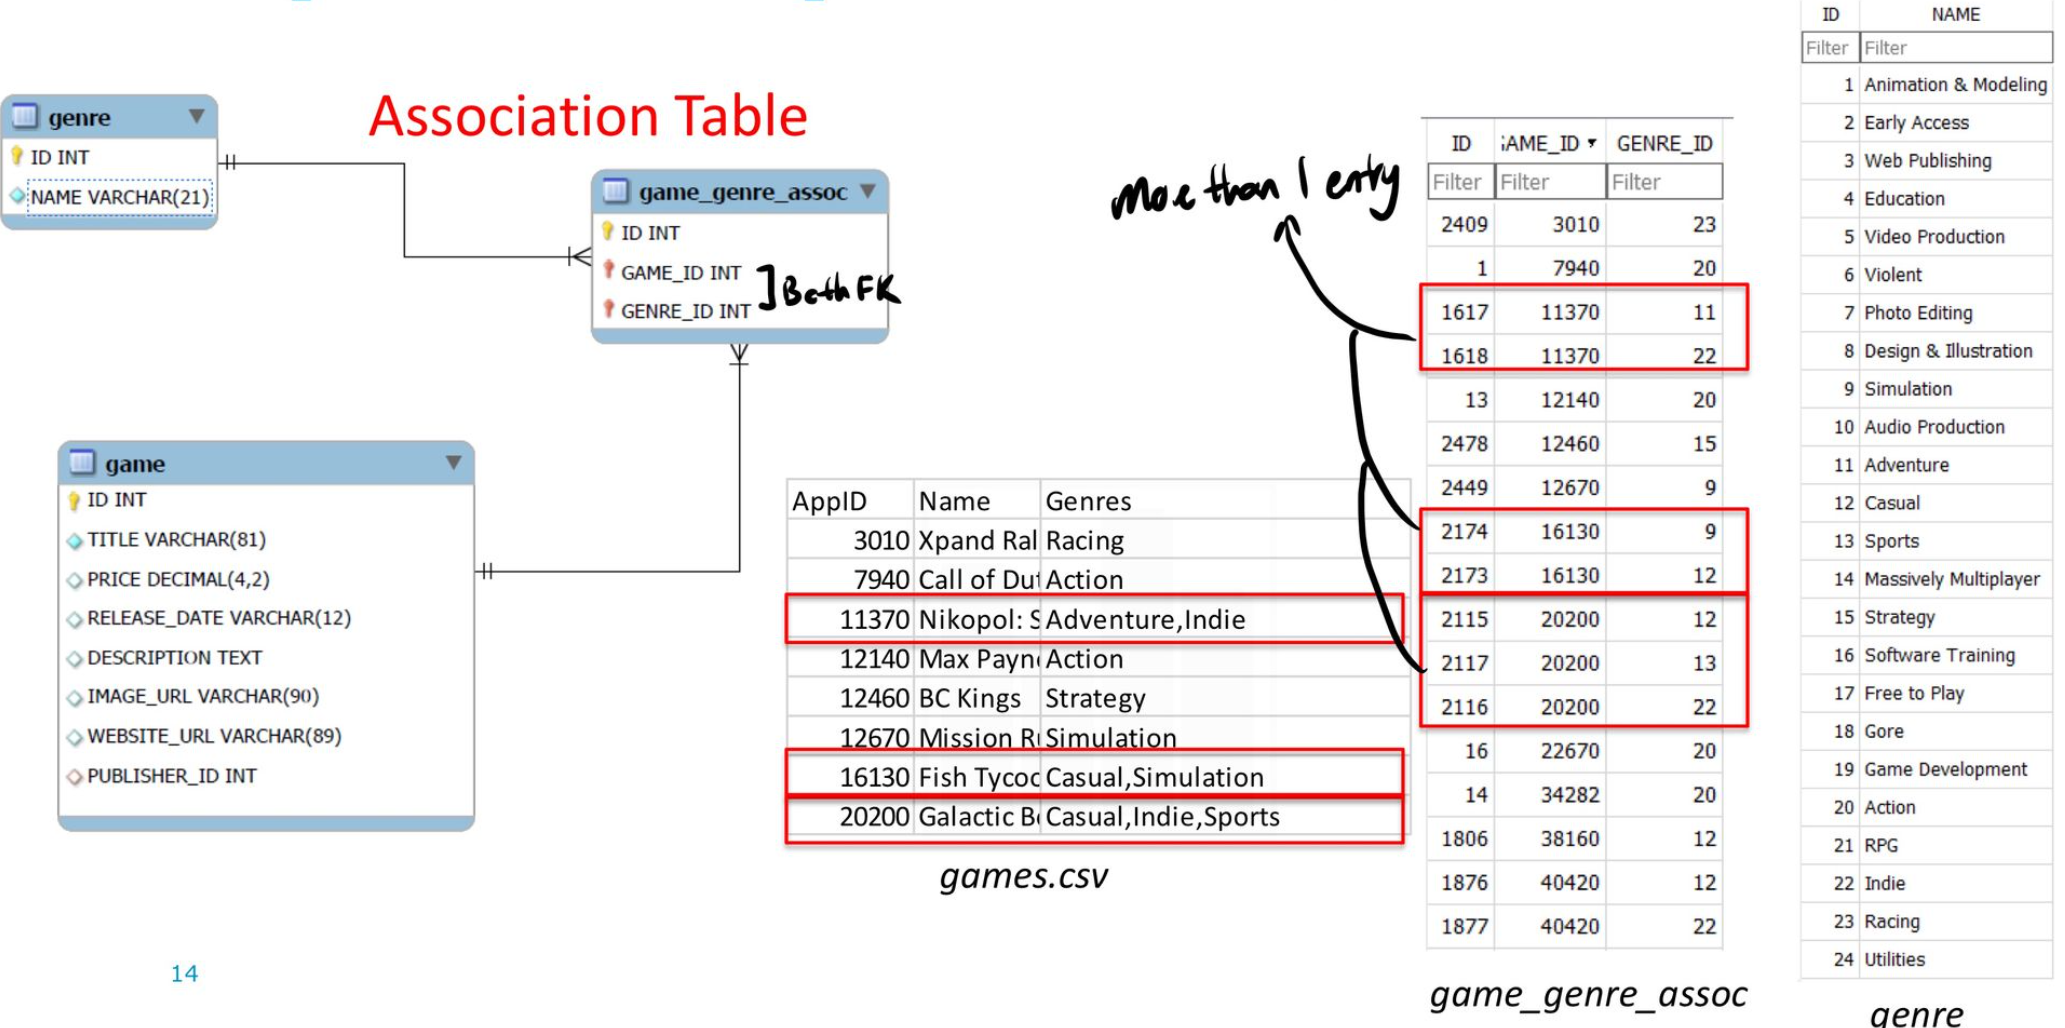 Association Table
genre
ID INT
NAME VARCHAR(21)
game_genre_assoc
ID INT
GAME_ID INT
GENRE_ID INT
]Both FK
game
ID INT
TITLE VARCHAR(81)
PRICE DECIMAL(4,2)
RELEASE_DATE VARCHAR(12)
DESCRIPTION TEXT
IMAGE_URL VARCHAR(90)
WEBSITE_URL VARCHAR(89)
PUBLISHER_ID INT
14
AppID Name Genres
3010 Xpand Ral Racing
7940 Call of Dut Action
11370 Nikopol: S Adventure,Indie
12140 Max Payn Action
12460 BC Kings Strategy
12670 Mission Ru Simulation
16130 Fish Tycoo Casual,Simulation
20200 Galactic Bo Casual,Indie,Sports
games.csv
More than 1 entry
ID AME_ID GENRE_ID
Filter Filter Filter
2409 3010 23
1 7940 20
1617 11370 11
1618 11370 22
13 12140 20
2478 12460 15
2449 12670 9
2174 16130 9
2173 16130 12
2115 20200 12
2117 20200 13
2116 20200 22
16 22670 20
14 34282 20
1806 38160 12
1876 40420 12
1877 40420 22
game_genre_assoc
ID NAME
Filter Filter
1 Animation & Modeling
2 Early Access
3 Web Publishing
4 Education
5 Video Production
6 Violent
7 Photo Editing
8 Design & Illustration
9 Simulation
10 Audio Production
11 Adventure
12 Casual
13 Sports
14 Massively Multiplayer
15 Strategy
16 Software Training
17 Free to Play
18 Gore
19 Game Development
20 Action
21 RPG
22 Indie
23 Racing
24 Utilities
genre